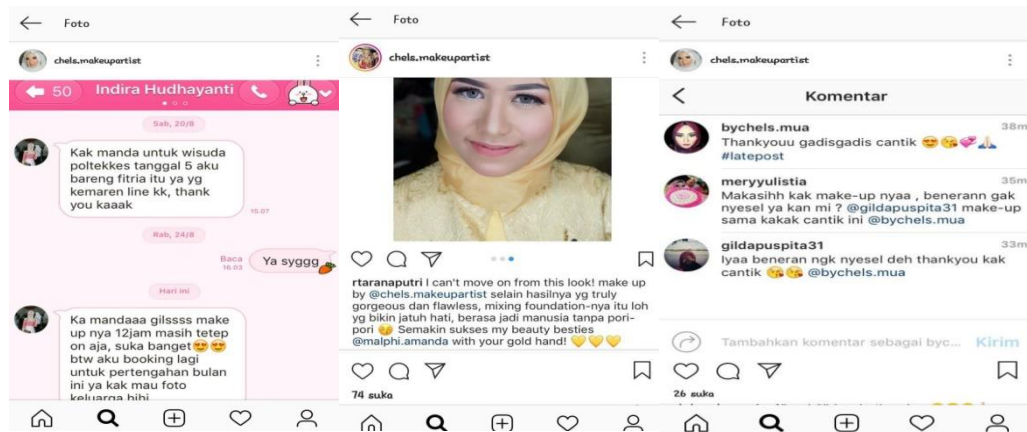 Foto
chels.makeupartist
50 Indira Hudhayanti
Sab, 20/8
Kak manda untuk wisuda
poltekkes tanggal 5 aku
bareng fitria itu ya yg
kemaren line kk, thank
you kaaak
15.07
Rab, 24/8
Baca
16.03
Ya syggg
Hari ini
Ka mandaaa gilssss make
up nya 12jam masih tetep
on aja, suka banget😍😍
btw aku booking lagi
untuk pertengahan bulan
ini ya kak mau foto
keluarga hihi
Foto
chels.makeupartist
rtaranaputri I can't move on from this look! make up
by @chels.makeupartist selain hasilnya yg truly
gorgeous dan flawless, mixing foundation-nya itu loh
yg bikin jatuh hati, berasa jadi manusia tanpa pori-
pori 😚 Semakin sukses my beauty besties
@malphi.amanda with your gold hand! 💛💛💛
74 suka
Foto
chels.makeupartist
Komentar
bychels.mua 38m
Thankyouu gadisgadis cantik 😍😘💞🙏
#latepost
meryyulistia 35m
Makasihh kak make-up nyaa , benerann gak
nyesel ya kan mi ? @gildapuspita31 make-up
sama kakak cantik ini @bychels.mua
gildapuspita31 33m
Iyaa beneran ngk nyesel deh thankyou kak
cantik 😘😘 @bychels.mua
Tambahkan komentar sebagai byc... Kirim
26 suka